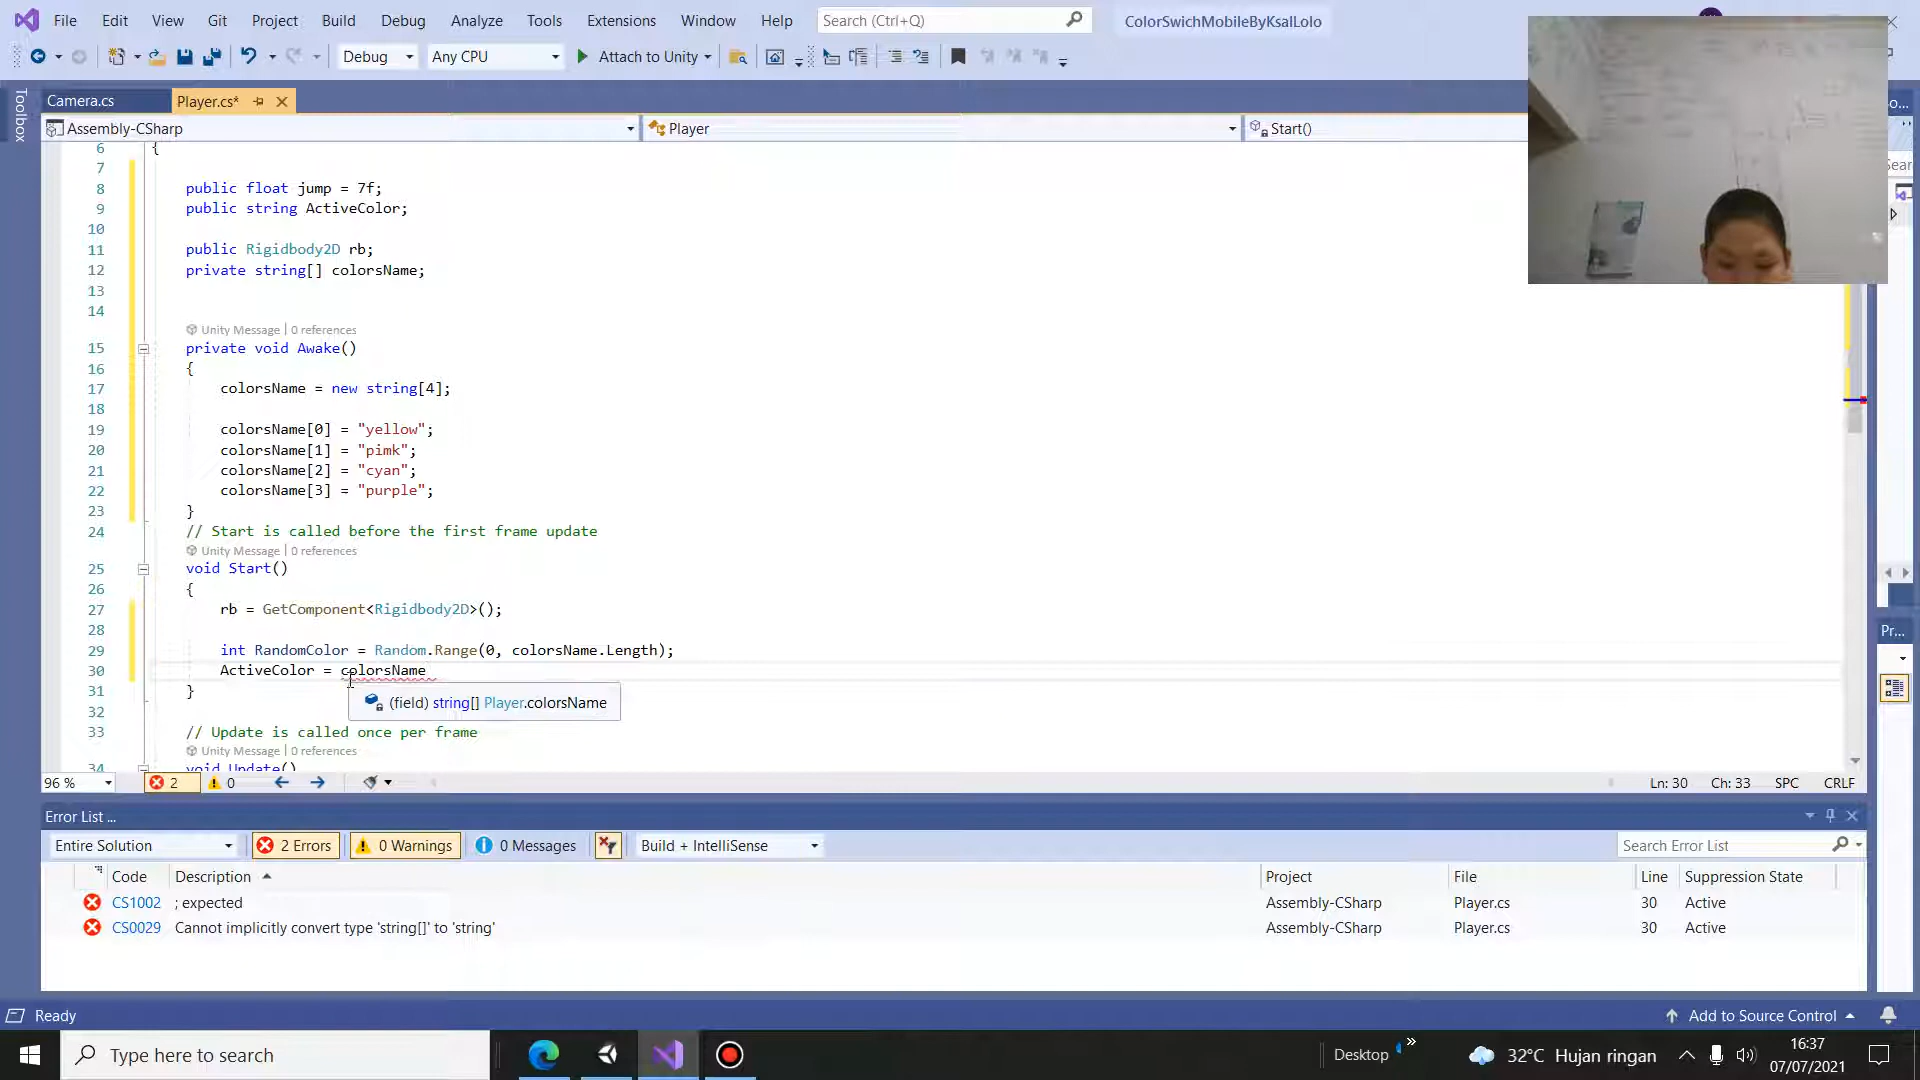 File Edit View Git Project Build Debug Analyze Tools Extensions Window Help Search (Ctrl+Q) ColorSwichMobileByKsalLolo
Debug Any CPU Attach to Unity
Toolbox
Camera.cs Player.cs*
Assembly-CSharp Player Start()
6 {
7
8 public float jump = 7f;
9 public string ActiveColor;
10
11 public Rigidbody2D rb;
12 private string[] colorsName;
13
14
Unity Message | 0 references
15 private void Awake()
16 {
17 colorsName = new string[4];
18
19 colorsName[0] = "yellow";
20 colorsName[1] = "pimk";
21 colorsName[2] = "cyan";
22 colorsName[3] = "purple";
23 }
24 // Start is called before the first frame update
Unity Message | 0 references
25 void Start()
26 {
27 rb = GetComponent<Rigidbody2D>();
28
29 int RandomColor = Random.Range(0, colorsName.Length);
30 ActiveColor = colorsName
31 }
(field) string[] Player.colorsName
32
33 // Update is called once per frame
Unity Message | 0 references
34 void Update()
96 % 2 0 Ln: 30 Ch: 33 SPC CRLF
Error List ...
Entire Solution 2 Errors 0 Warnings 0 Messages Build + IntelliSense Search Error List
Code Description Project File Line Suppression State
CS1002 ; expected Assembly-CSharp Player.cs 30 Active
CS0029 Cannot implicitly convert type 'string[]' to 'string' Assembly-CSharp Player.cs 30 Active
Pr...
Ready Add to Source Control
Type here to search Desktop 32°C Hujan ringan 16:37
07/07/2021